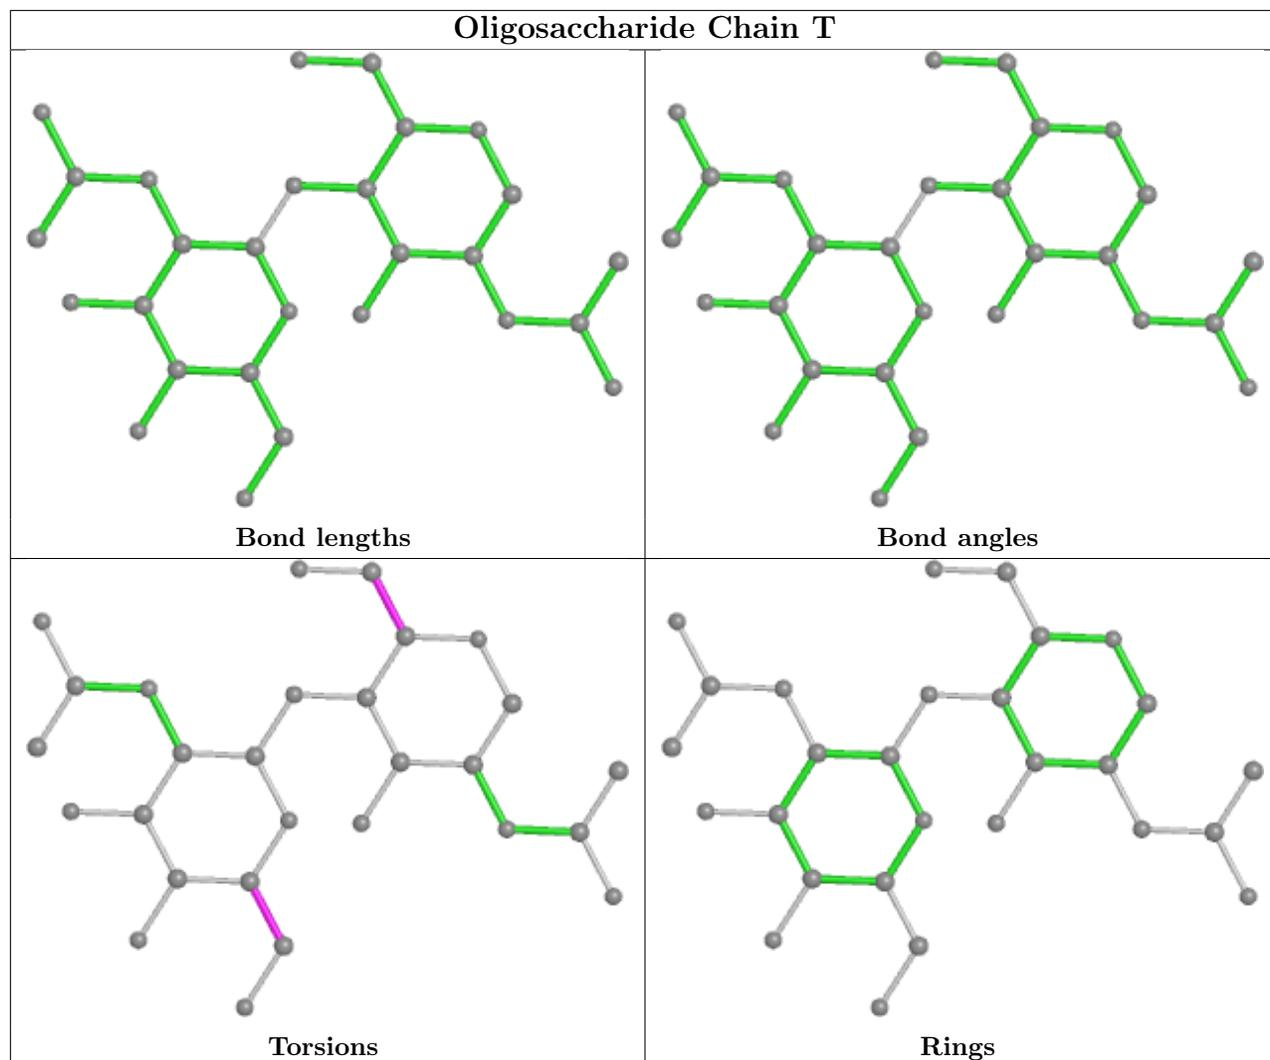 Oligosaccharide Chain T
Bond lengths
Bond angles
Torsions
Rings